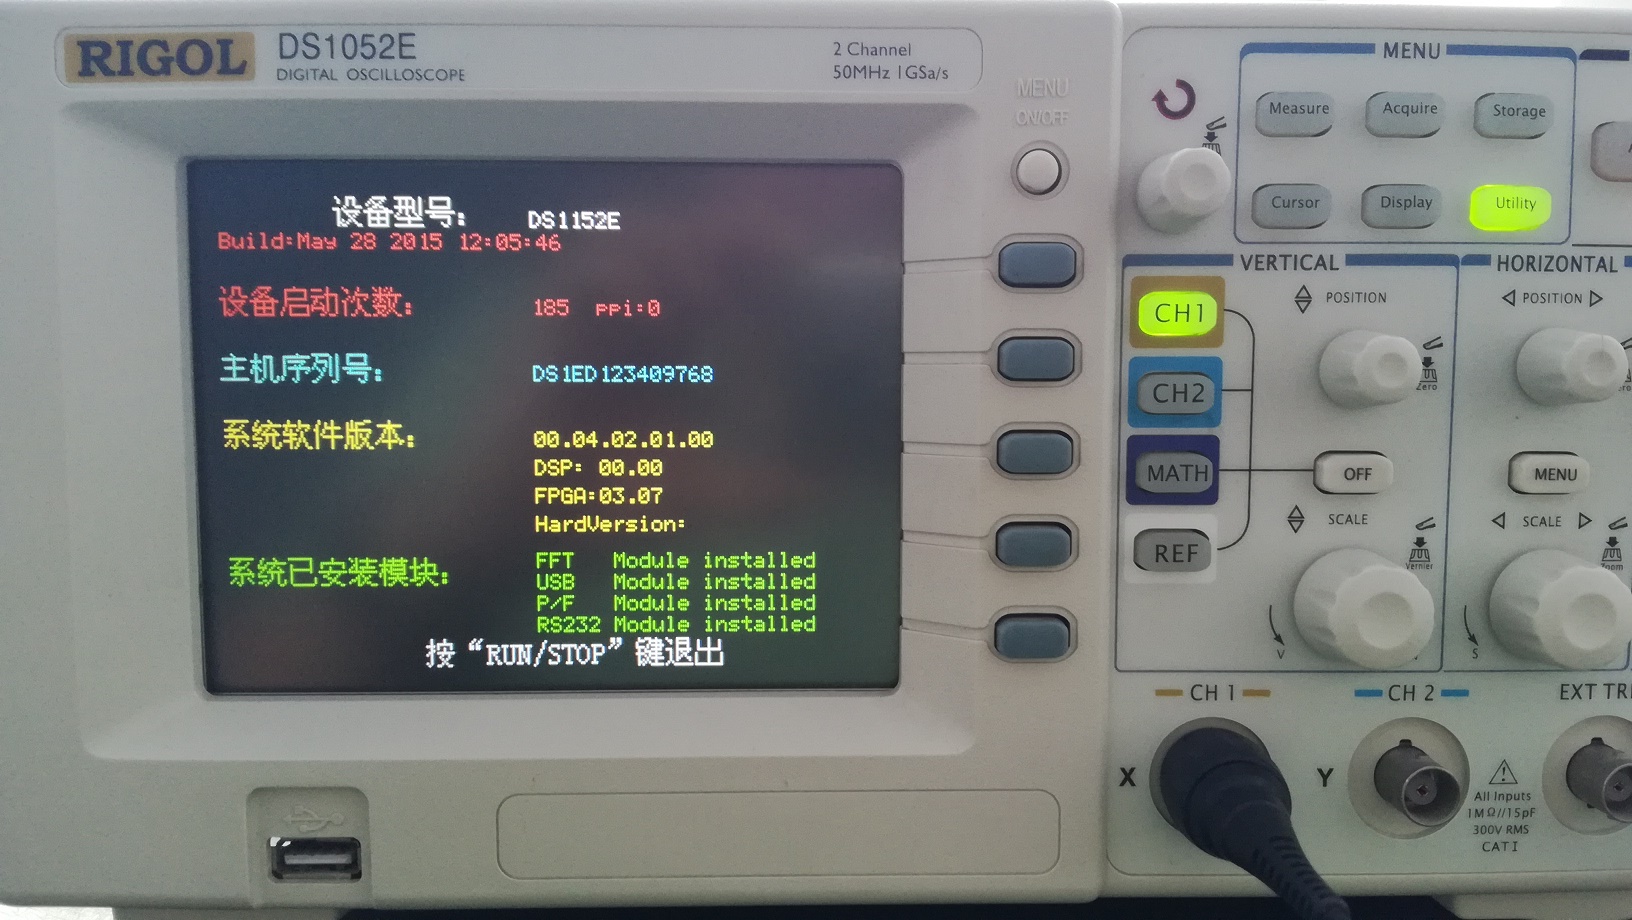 RIGOL DS1052E
DIGITAL OSCILLOSCOPE
2 Channel
50MHz 1GSa/s
MENU
ON/OFF
设备型号: DS1152E
Build:May 28 2015 12:05:46
设备启动次数: 185 ppi:0
主机序列号: DS1ED123409768
系统软件版本: 00.04.02.01.00
DSP: 00.00
FPGA:03.07
HardVersion:
系统已安装模块: FFT Module installed
USB Module installed
P/F Module installed
RS232 Module installed
按“RUN/STOP”键退出
MENU
Measure Acquire Storage
Cursor Display Utility
VERTICAL
CH1
POSITION
CH2
Zero
MATH
OFF
SCALE
REF
Vernier
V
HORIZONTAL
POSITION
MENU
SCALE
Zoom
S
CH 1 CH 2
X Y
All Inputs
1MΩ//15pF
300V RMS
CAT I